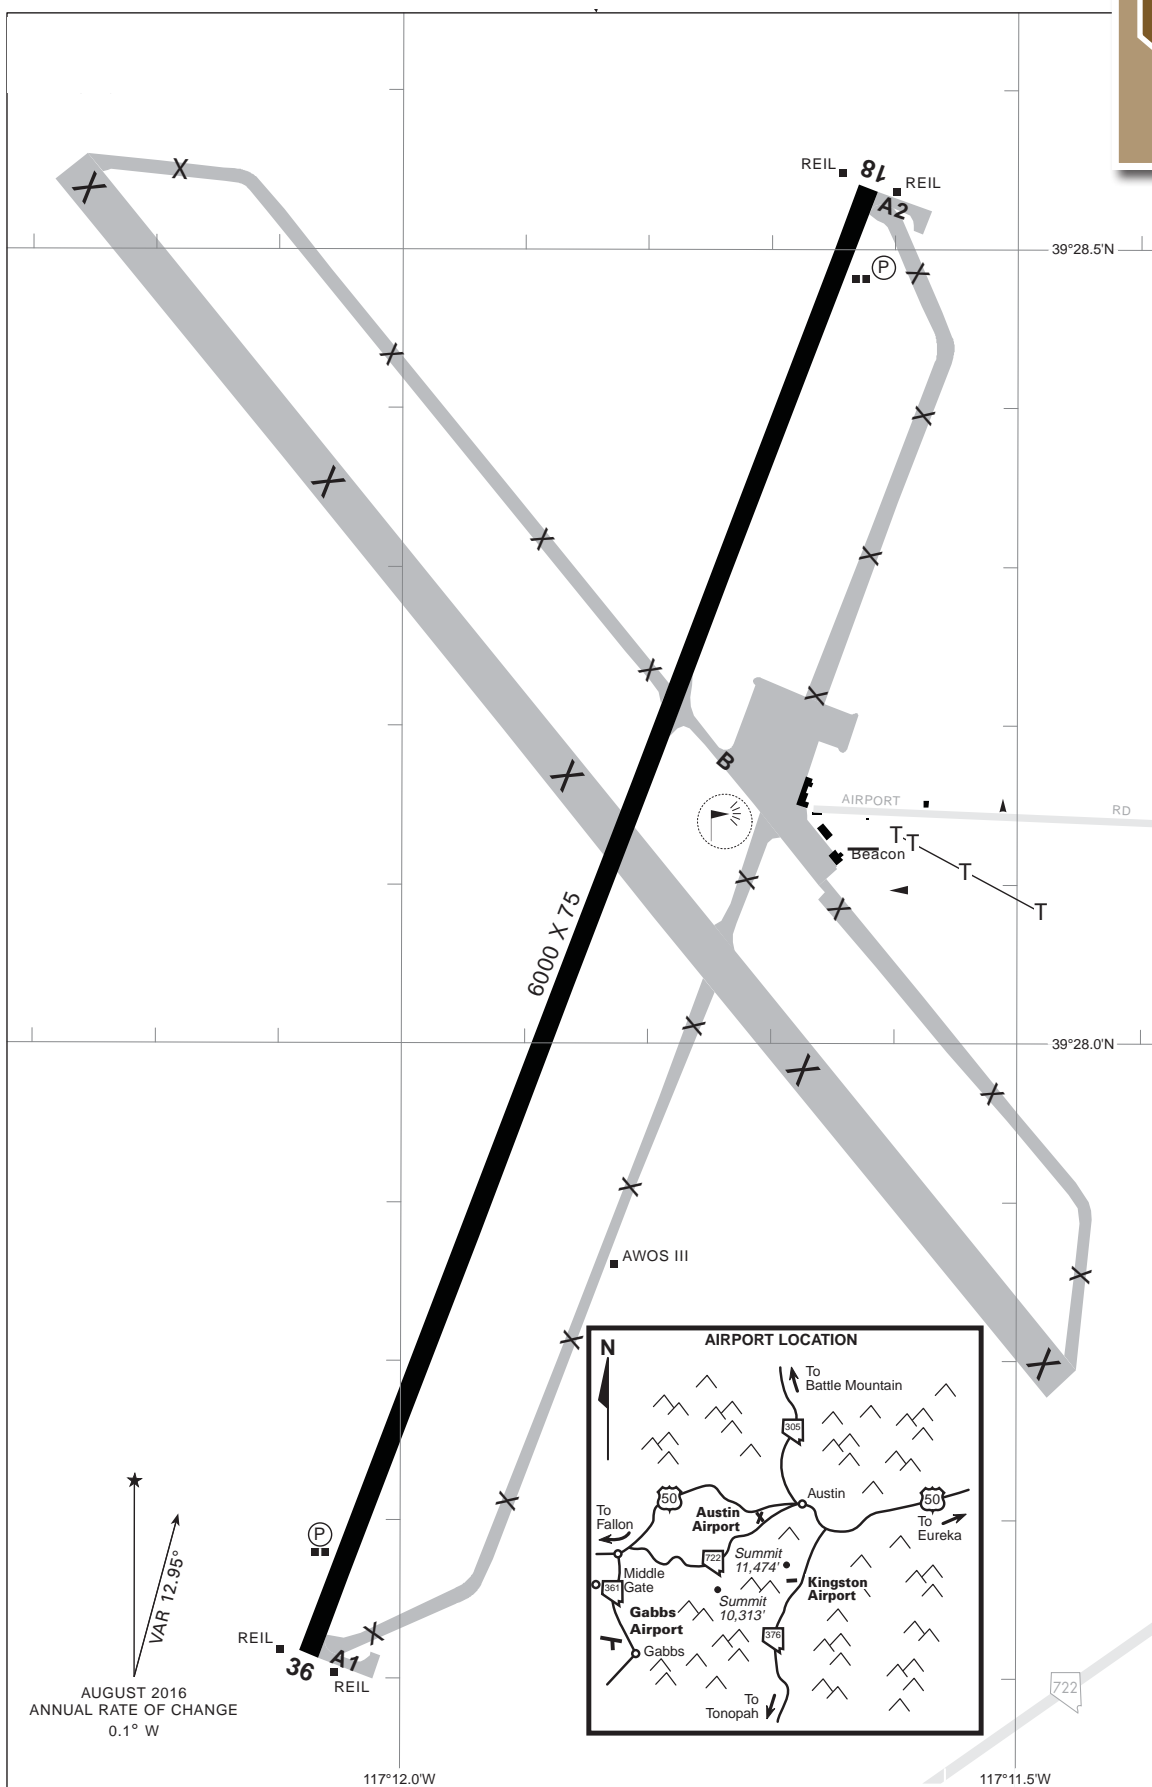 REIL
18
REIL
A2
39°28.5'N
P
X
X
X
X
X
X
X
X
X
X
X
B
AIRPORT
RD
T
T
Beacon
T
T
X
X
6000 X 75
X
39°28.0'N
X
X
X
AWOS III
X
X
X
X
AIRPORT LOCATION
N
To
Battle Mountain
305
50
Austin
50
To
Fallon
Austin
Airport
To
Eureka
722
Summit
11,474'
Middle
Gate
361
Kingston
Airport
Summit
10,313'
Gabbs
Airport
376
Gabbs
To
Tonopah
X
P
VAR 12.95°
X
REIL
36
A1
REIL
AUGUST 2016
ANNUAL RATE OF CHANGE
0.1° W
722
117°12.0'W
117°11.5'W